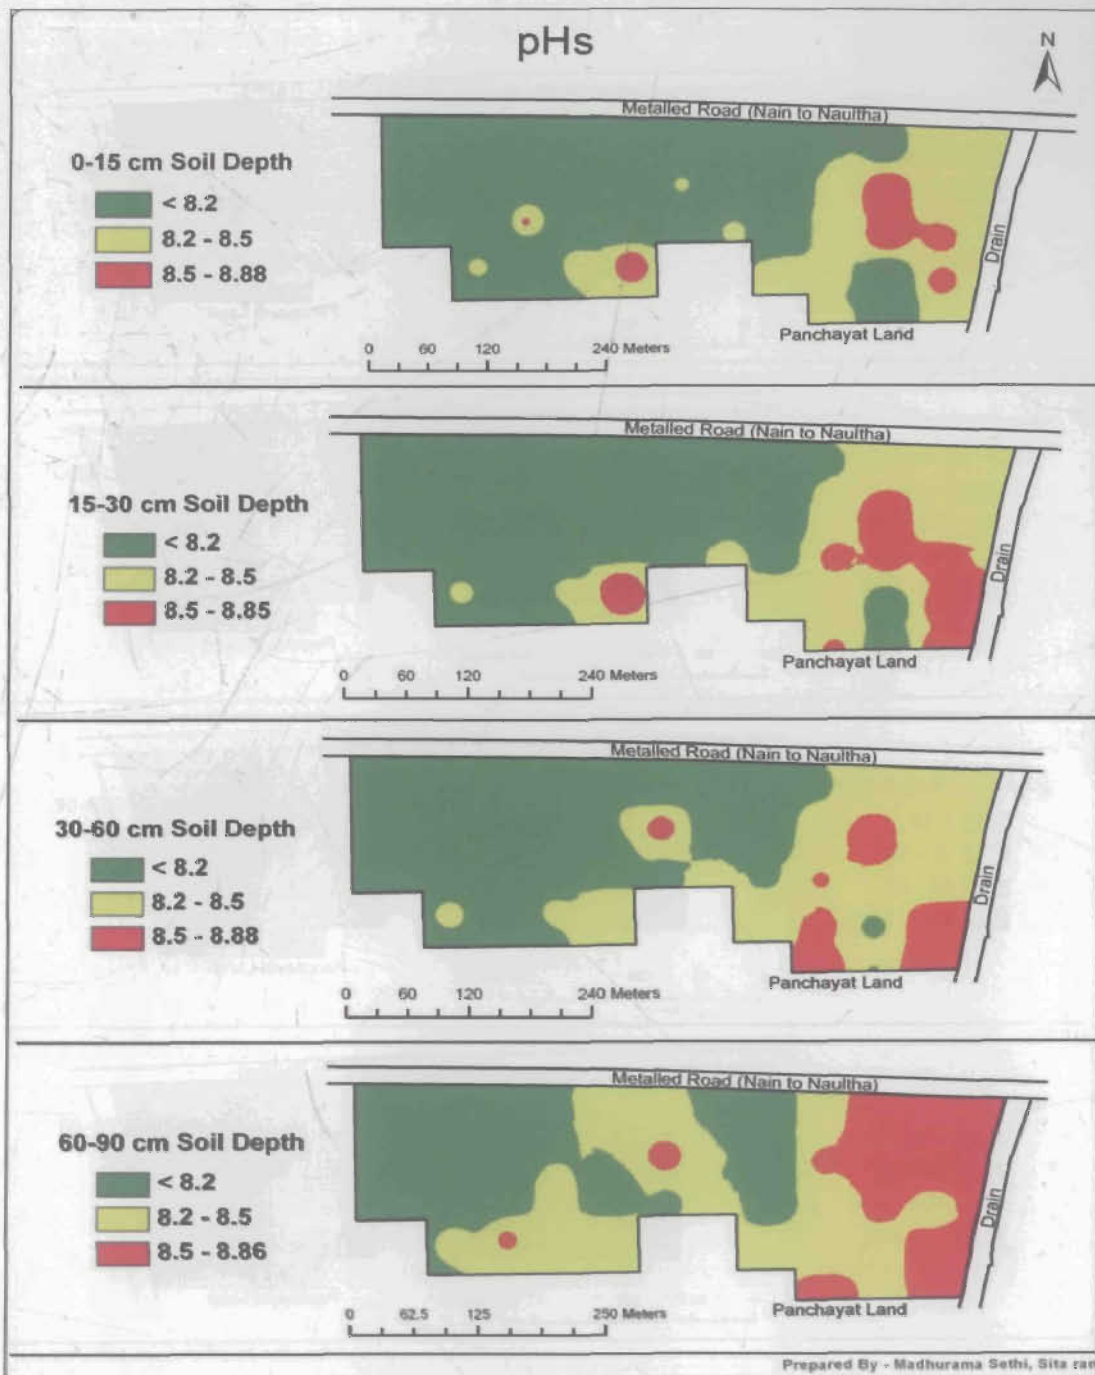 pHs
N
Metalled Road (Nain to Naultha)
0-15 cm Soil Depth
< 8.2
8.2 - 8.5
8.5 - 8.88
Drain
Panchayat Land
0 60 120 240 Meters
Metalled Road (Nain to Naultha)
15-30 cm Soil Depth
< 8.2
8.2 - 8.5
8.5 - 8.85
Drain
Panchayat Land
0 60 120 240 Meters
Metalled Road (Nain to Naultha)
30-60 cm Soil Depth
< 8.2
8.2 - 8.5
8.5 - 8.88
Drain
Panchayat Land
0 60 120 240 Meters
Metalled Road (Nain to Naultha)
60-90 cm Soil Depth
< 8.2
8.2 - 8.5
8.5 - 8.86
Drain
Panchayat Land
0 62.5 125 250 Meters
Prepared By - Madhurama Sethi, Sita